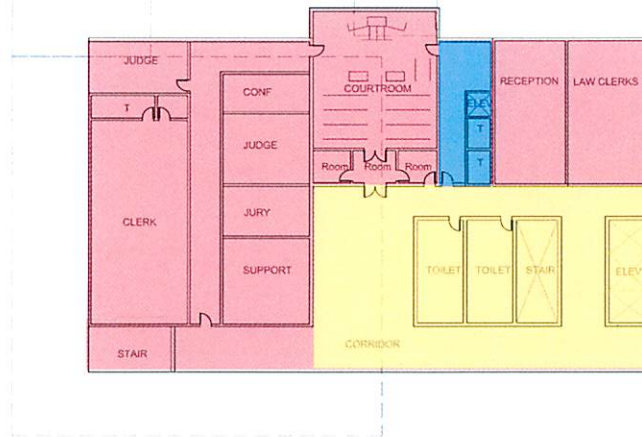 JUDGE
T
CLERK
STAIR
CONF
JUDGE
JURY
SUPPORT
COURTROOM
Room
Room
Room
ELEV
T
T
RECEPTION
LAW CLERKS
TOILET
TOILET
STAIR
ELEV
CORRIDOR